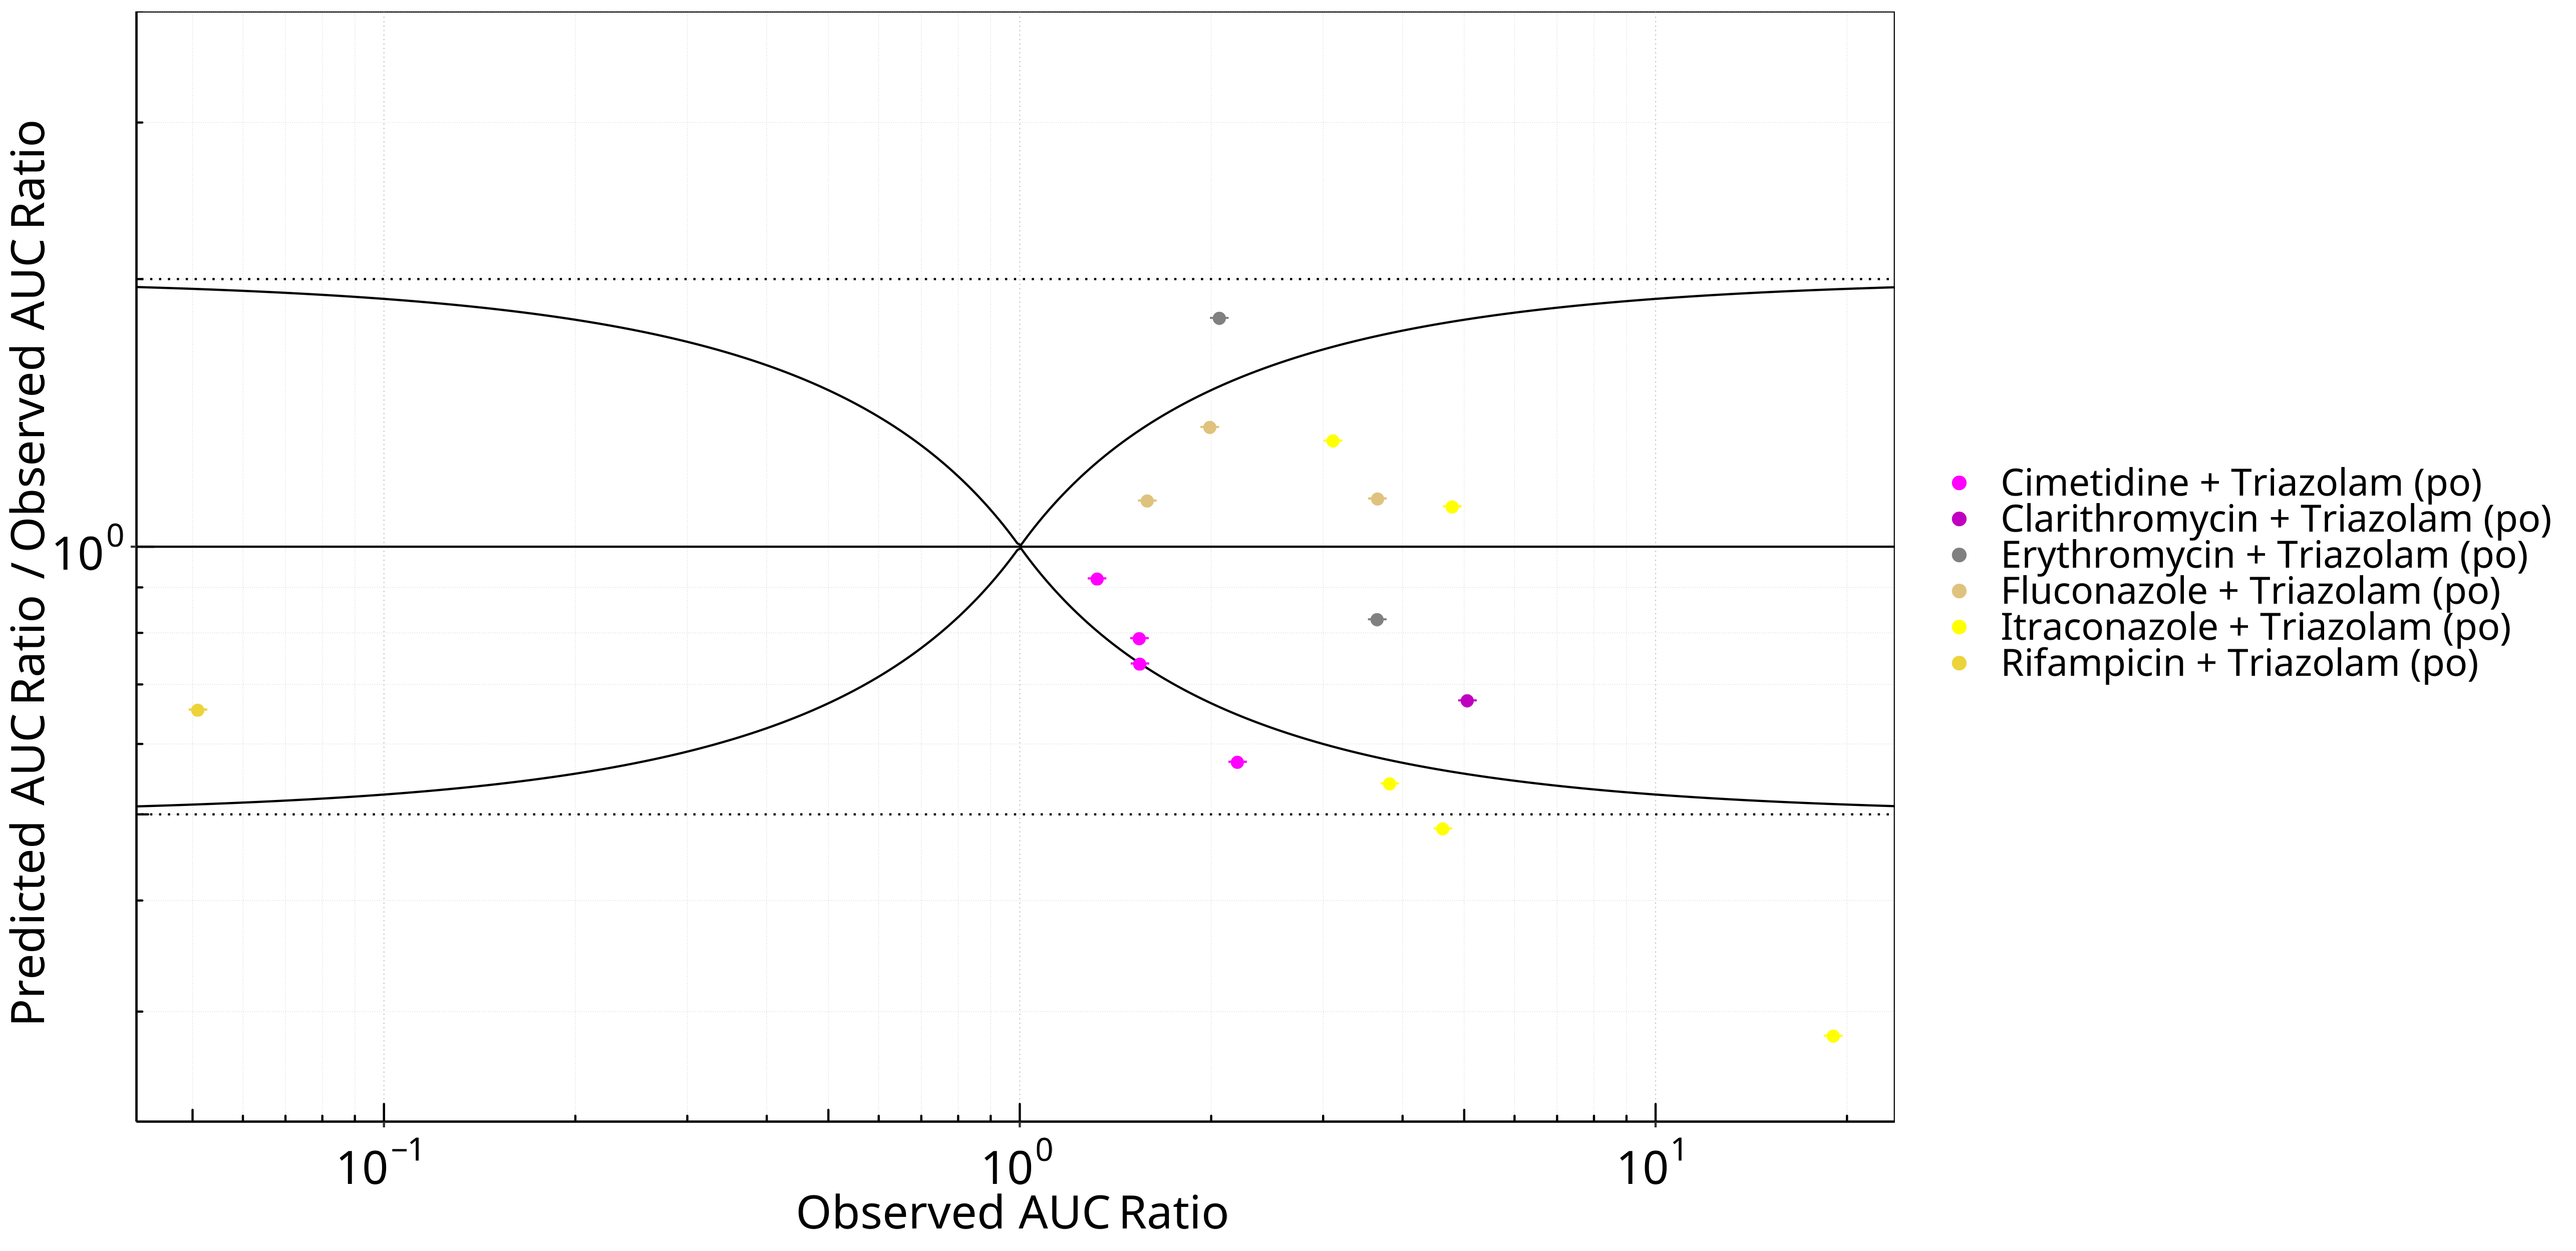 Predicted AUC Ratio / Observed AUC Ratio
10⁰
10⁻¹
10⁰
10¹
Observed AUC Ratio
Cimetidine + Triazolam (po)
Clarithromycin + Triazolam (po)
Erythromycin + Triazolam (po)
Fluconazole + Triazolam (po)
Itraconazole + Triazolam (po)
Rifampicin + Triazolam (po)